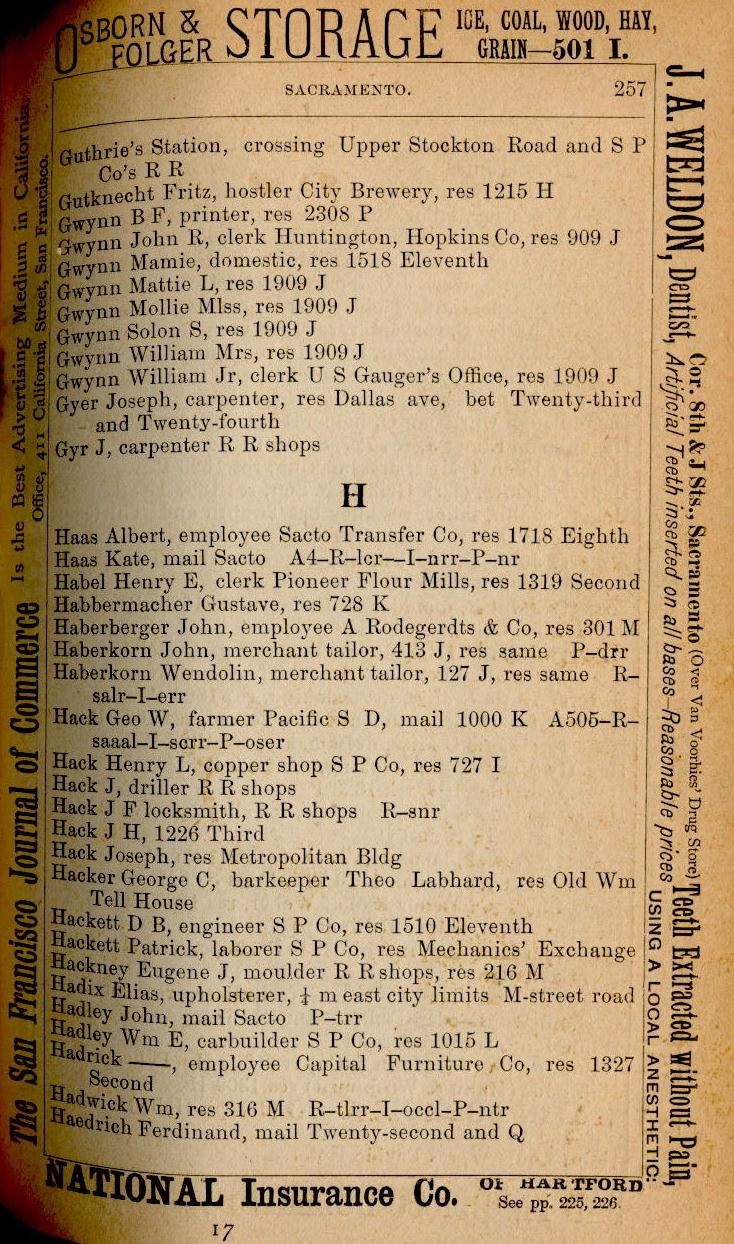 OSBORN & FOLGER STORAGE ICE, COAL, WOOD, HAY,
GRAIN—501 I.
SACRAMENTO. 257
Guthrie's Station, crossing Upper Stockton Road and S P
Co's R R
Gutknecht Fritz, hostler City Brewery, res 1215 H
Gwynn B F, printer, res 2308 P
Gwynn John R, clerk Huntington, Hopkins Co, res 909 J
Gwynn Mamie, domestic, res 1518 Eleventh
Gwynn Mattie L, res 1909 J
Gwynn Mollie Mlss, res 1909 J
Gwynn Solon S, res 1909 J
Gwynn William Mrs, res 1909 J
Gwynn William Jr, clerk U S Gauger's Office, res 1909 J
Gyer Joseph, carpenter, res Dallas ave, bet Twenty-third
and Twenty-fourth
Gyr J, carpenter R R shops
H
Haas Albert, employee Sacto Transfer Co, res 1718 Eighth
Haas Kate, mail Sacto A4–R–lcr—I–nrr–P–nr
Habel Henry E, clerk Pioneer Flour Mills, res 1319 Second
Habbermacher Gustave, res 728 K
Haberberger John, employee A Rodegerdts & Co, res 301 M
Haberkorn John, merchant tailor, 413 J, res same P–drr
Haberkorn Wendolin, merchant tailor, 127 J, res same R–
salr–I–err
Hack Geo W, farmer Pacific S D, mail 1000 K A505–R–
saaal–I–scrr–P–oser
Hack Henry L, copper shop S P Co, res 727 I
Hack J, driller R R shops
Hack J F locksmith, R R shops R–snr
Hack J H, 1226 Third
Hack Joseph, res Metropolitan Bldg
Hacker George C, barkeeper Theo Labhard, res Old Wm
Tell House
Hackett D B, engineer S P Co, res 1510 Eleventh
Hackett Patrick, laborer S P Co, res Mechanics' Exchange
Hackney Eugene J, moulder R R shops, res 216 M
Hadix Elias, upholsterer, ¼ m east city limits M-street road
Hadley John, mail Sacto P–trr
Hadley Wm E, carbuilder S P Co, res 1015 L
Hadrick ——, employee Capital Furniture Co, res 1327
Second
Hadwick Wm, res 316 M R–tlrr–I–occl–P–ntr
Haedrich Ferdinand, mail Twenty-second and Q
NATIONAL Insurance Co. OF HARTFORD
See pp. 225, 226.
17
The San Francisco Journal of Commerce Is the Best Advertising Medium in California.
Office, 411 California Street, San Francisco.
J. A. WELDON, Dentist, Cor. 8th & J Sts., Sacramento (Over Van Voorhies' Drug Store) Teeth Extracted without Pain,
Artificial Teeth inserted on all bases–Reasonable prices USING A LOCAL ANESTHETIC.